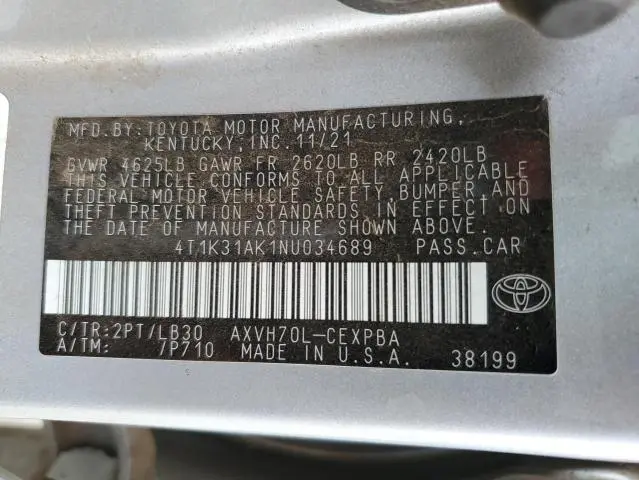 MFD.BY:TOYOTA MOTOR MANUFACTURING,
KENTUCKY,INC.11/21
GVWR 4625LB GAWR FR 2620LB RR 2420LB
THIS VEHICLE CONFORMS TO ALL APPLICABLE
FEDERAL MOTOR VEHICLE SAFETY, BUMPER,AND
THEFT PREVENTION STANDARDS IN EFFECT ON
THE DATE OF MANUFACTURE SHOWN ABOVE.
4T1K31AK1NU034689 PASS.CAR
C/TR:2PT/LB30 AXVH70L-CEXPBA
A/TM: /P710 MADE IN U.S.A. 38199
TOYOTA